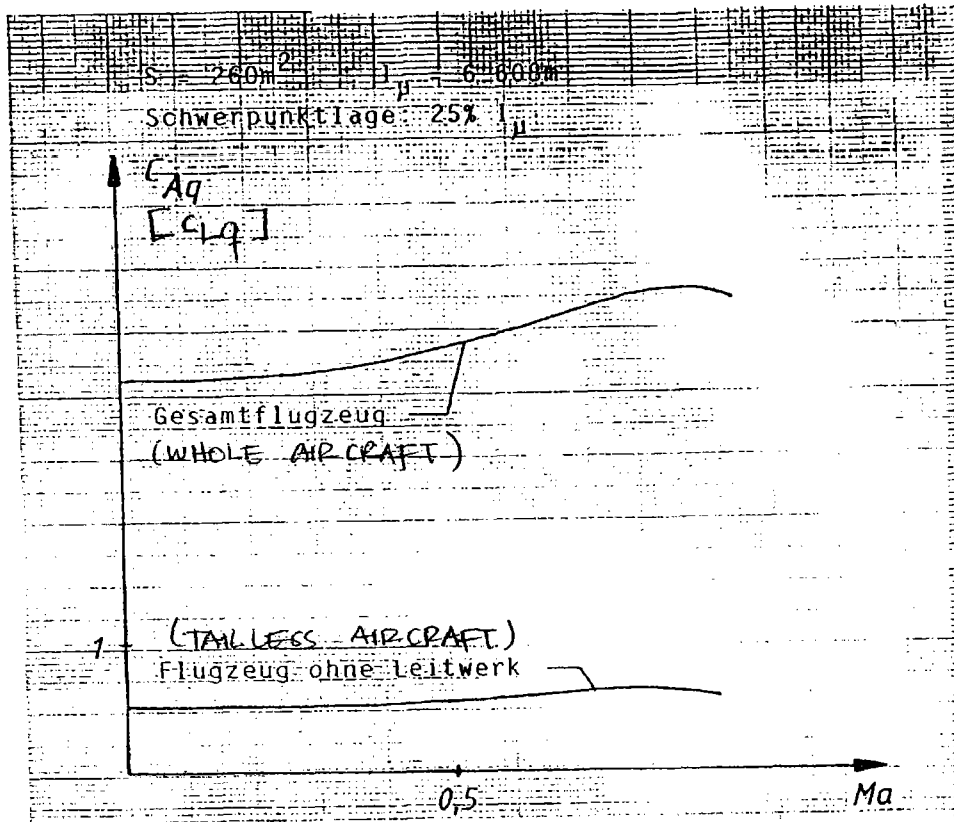 S = 260m² l_μ = 6.608m
Schwerpunktlage: 25% l_μ
C_Aq
[C_Lq]
Gesamtflugzeug
(WHOLE AIRCRAFT)
1
(TAILLESS AIRCRAFT)
Flugzeug ohne Leitwerk
0,5
Ma